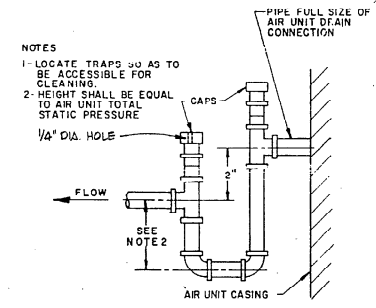 PIPE FULL SIZE OF
AIR UNIT DRAIN
CONNECTION
NOTES
1- LOCATE TRAPS SO AS TO
BE ACCESSIBLE FOR
CLEANING.
2- HEIGHT SHALL BE EQUAL
TO AIR UNIT TOTAL
STATIC PRESSURE
CAPS
1/4" DIA. HOLE
2"
FLOW
SEE
NOTE 2
AIR UNIT CASING